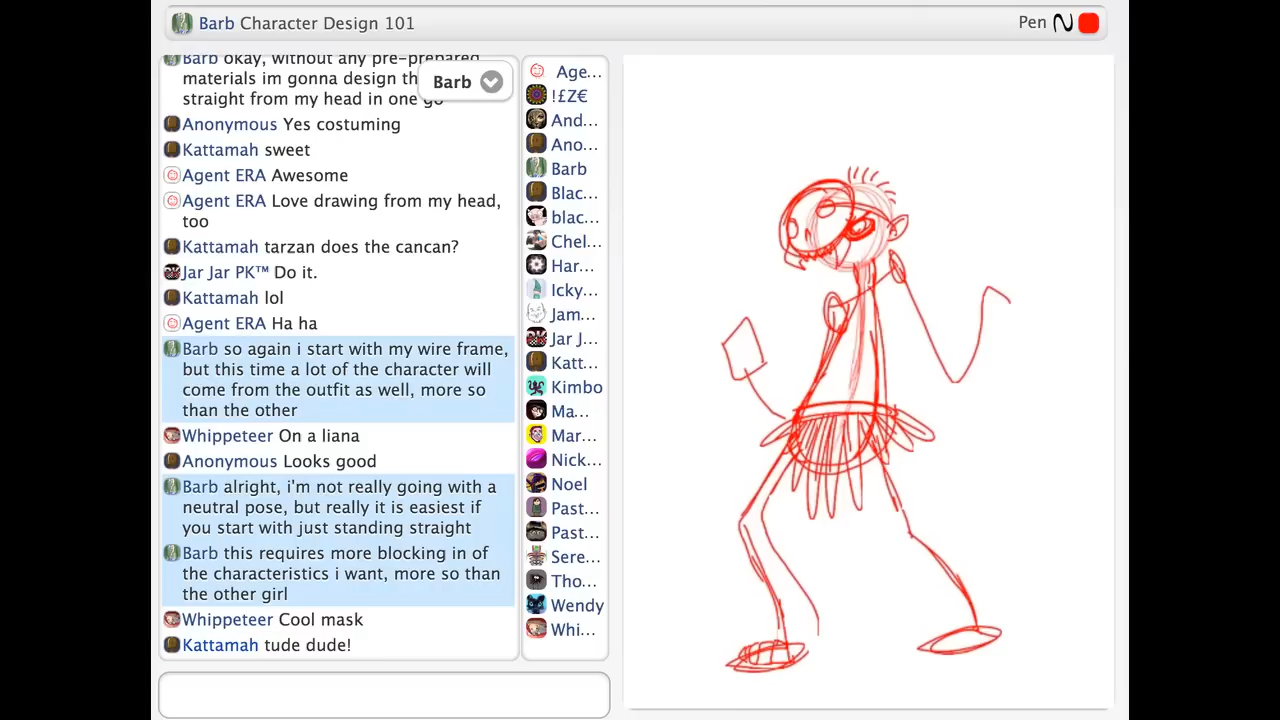 Barb Character Design 101
Pen
Barb okay, without any pre-prepared
materials im gonna design th
straight from my head in one go
Barb
Anonymous Yes costuming
Kattamah sweet
Agent ERA Awesome
Agent ERA Love drawing from my head,
too
Kattamah tarzan does the cancan?
Jar Jar PK™ Do it.
Kattamah lol
Agent ERA Ha ha
Barb so again i start with my wire frame,
but this time a lot of the character will
come from the outfit as well, more so
than the other
Whippeteer On a liana
Anonymous Looks good
Barb alright, i'm not really going with a
neutral pose, but really it is easiest if
you start with just standing straight
Barb this requires more blocking in of
the characteristics i want, more so than
the other girl
Whippeteer Cool mask
Kattamah tude dude!
Age...
!£Z€
And...
Ano...
Barb
Blac...
blac...
Chel...
Har...
Icky...
Jam...
Jar J...
Katt...
Kimbo
Ma...
Mar...
Nick...
Noel
Past...
Past...
Sere...
Tho...
Wendy
Whi...